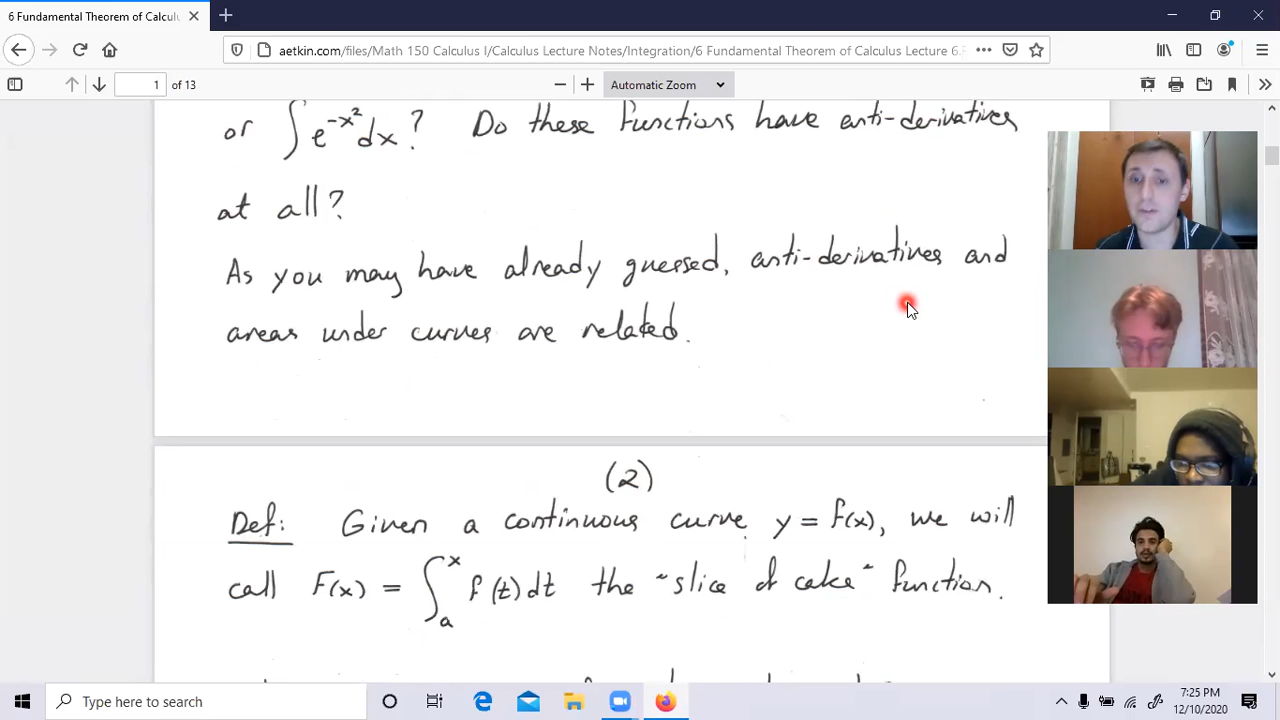 6 Fundamental Theorem of Calculu
aetkin.com/files/Math 150 Calculus I/Calculus Lecture Notes/Integration/6 Fundamental Theorem of Calculus Lecture 6.
1 of 13
Automatic Zoom
or ∫ e^{-x^2} dx ? Do these functions have anti-derivatives
at all?
As you may have already guessed, anti-derivatives and
areas under curves are related.
(2)
Def: Given a continuous curve y = f(x), we will
call F(x) = ∫_a^x f(t) dt the "slice of cake" function.
Type here to search
7:25 PM
12/10/2020